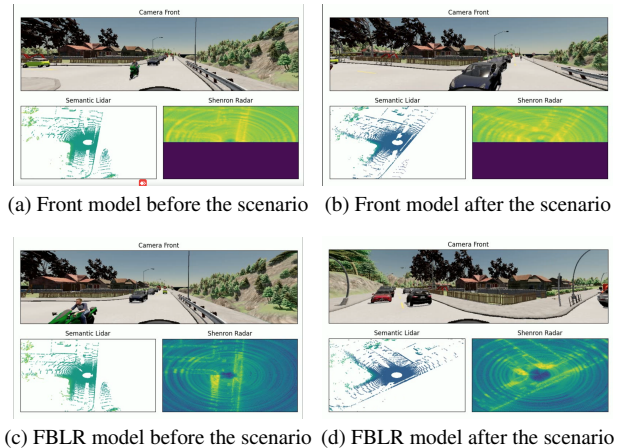 Camera Front
Camera Front
Semantic Lidar
Shenron Radar
Semantic Lidar
Shenron Radar
(a) Front model before the scenario
(b) Front model after the scenario
Camera Front
Camera Front
Semantic Lidar
Shenron Radar
Semantic Lidar
Shenron Radar
(c) FBLR model before the scenario
(d) FBLR model after the scenario